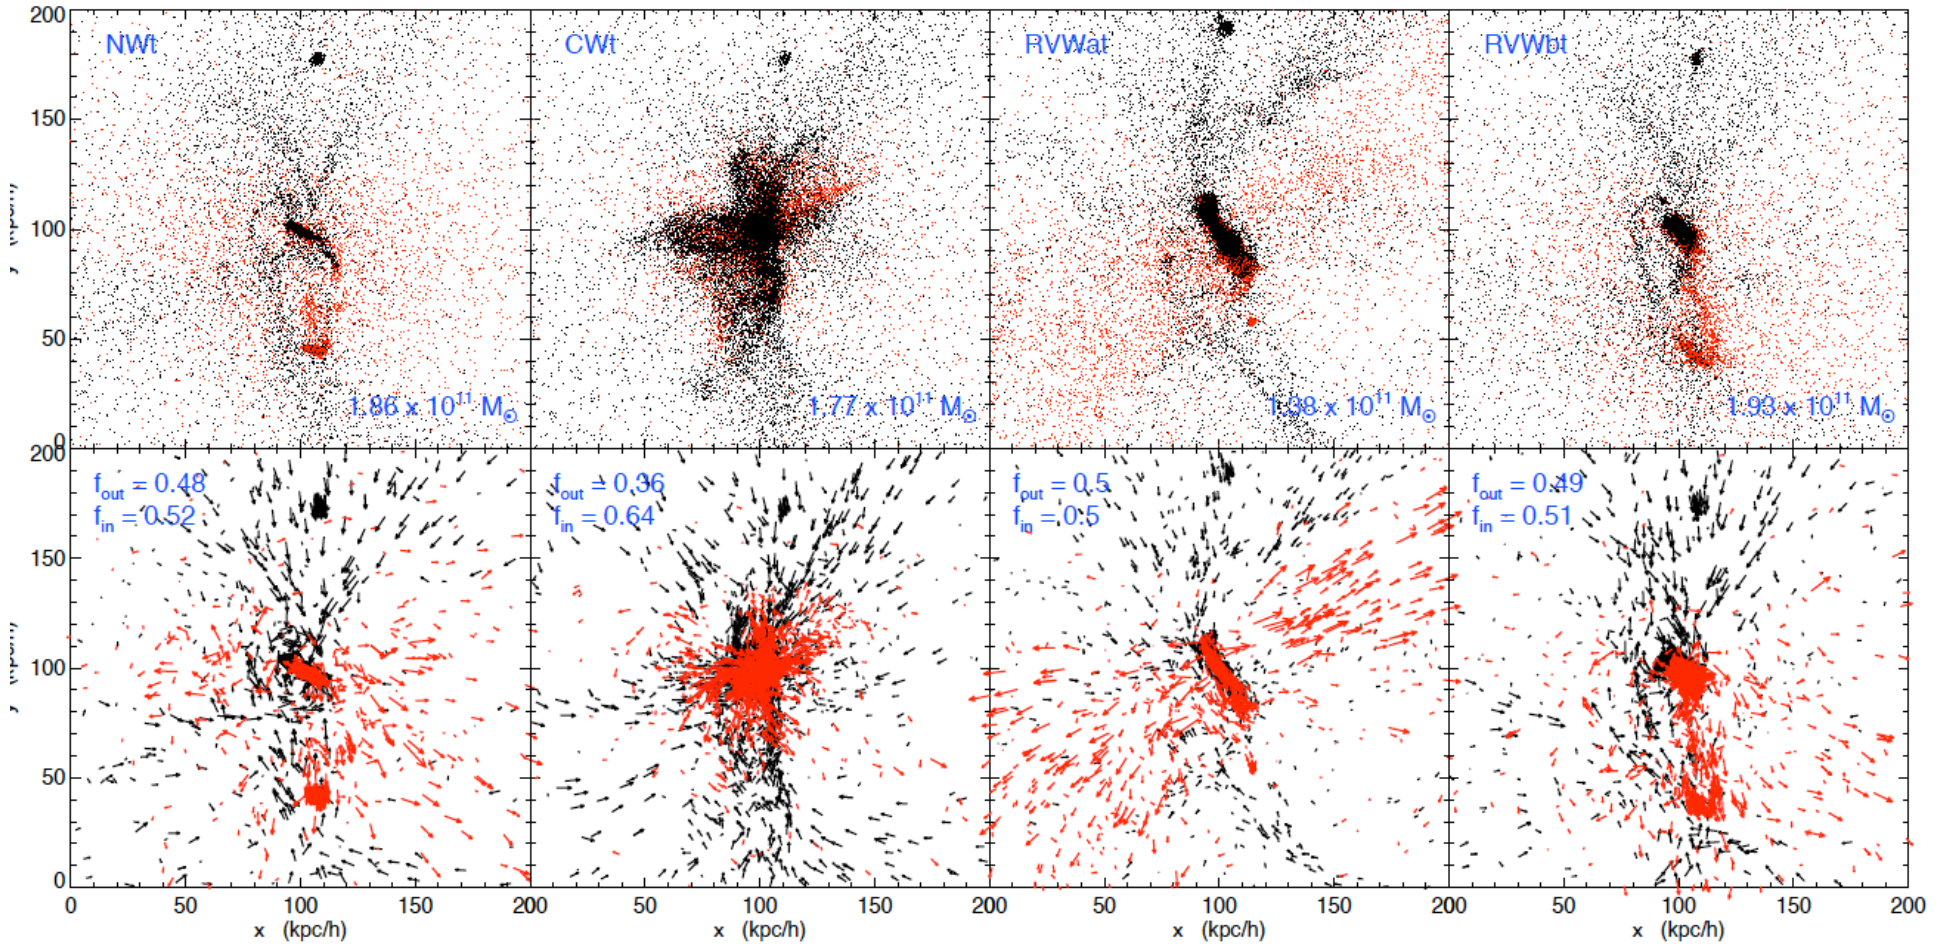 200
150
100
50
0
NWt
CWt
RVWat
RVWbt
1.86 x 10¹¹ M⊙
1.77 x 10¹¹ M⊙
1.38 x 10¹¹ M⊙
1.93 x 10¹¹ M⊙
200
150
100
50
0
f_out = 0.48
f_in = 0.52
f_out = 0.36
f_in = 0.64
f_out = 0.5
f_in = 0.5
f_out = 0.49
f_in = 0.51
0 50 100 150 200 50 100 150 200 50 100 150 200 50 100 150 200
x (kpc/h)
x (kpc/h)
x (kpc/h)
x (kpc/h)